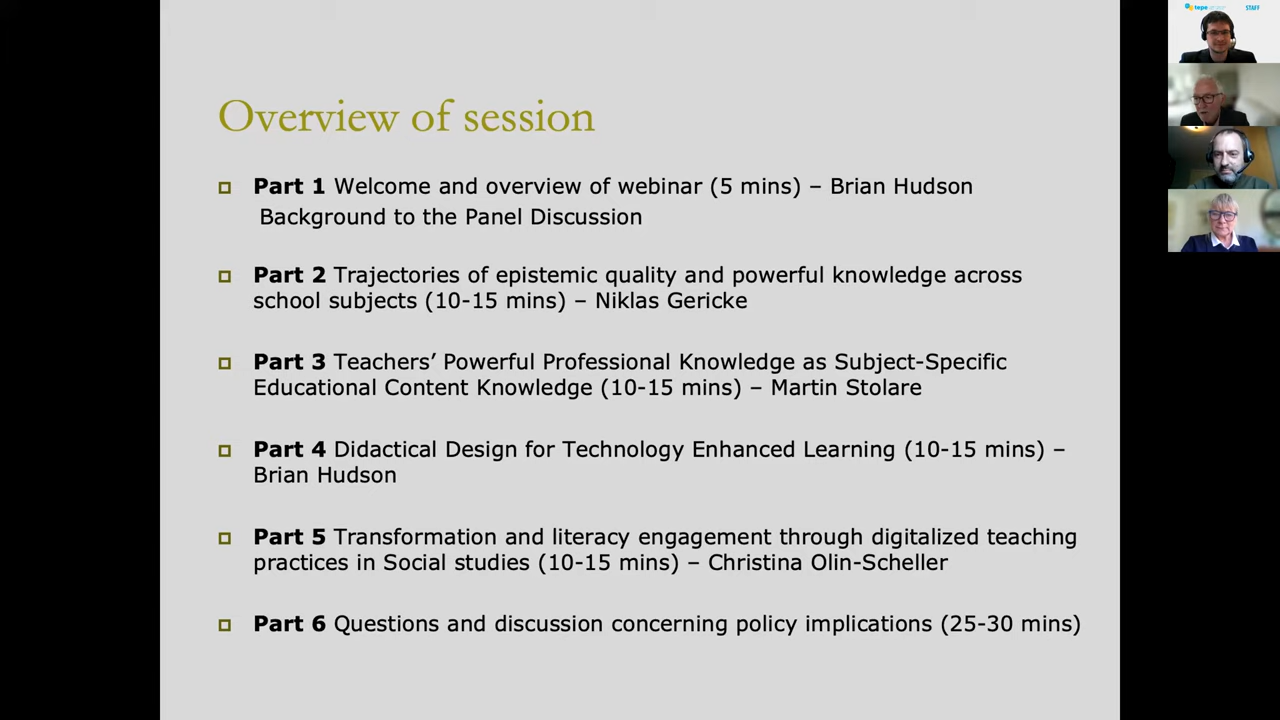 Overview of session
Part 1 Welcome and overview of webinar (5 mins) – Brian Hudson
Background to the Panel Discussion
Part 2 Trajectories of epistemic quality and powerful knowledge across
school subjects (10-15 mins) – Niklas Gericke
Part 3 Teachers’ Powerful Professional Knowledge as Subject-Specific
Educational Content Knowledge (10-15 mins) – Martin Stolare
Part 4 Didactical Design for Technology Enhanced Learning (10-15 mins) –
Brian Hudson
Part 5 Transformation and literacy engagement through digitalized teaching
practices in Social studies (10-15 mins) – Christina Olin-Scheller
Part 6 Questions and discussion concerning policy implications (25-30 mins)
tepe
STAFF